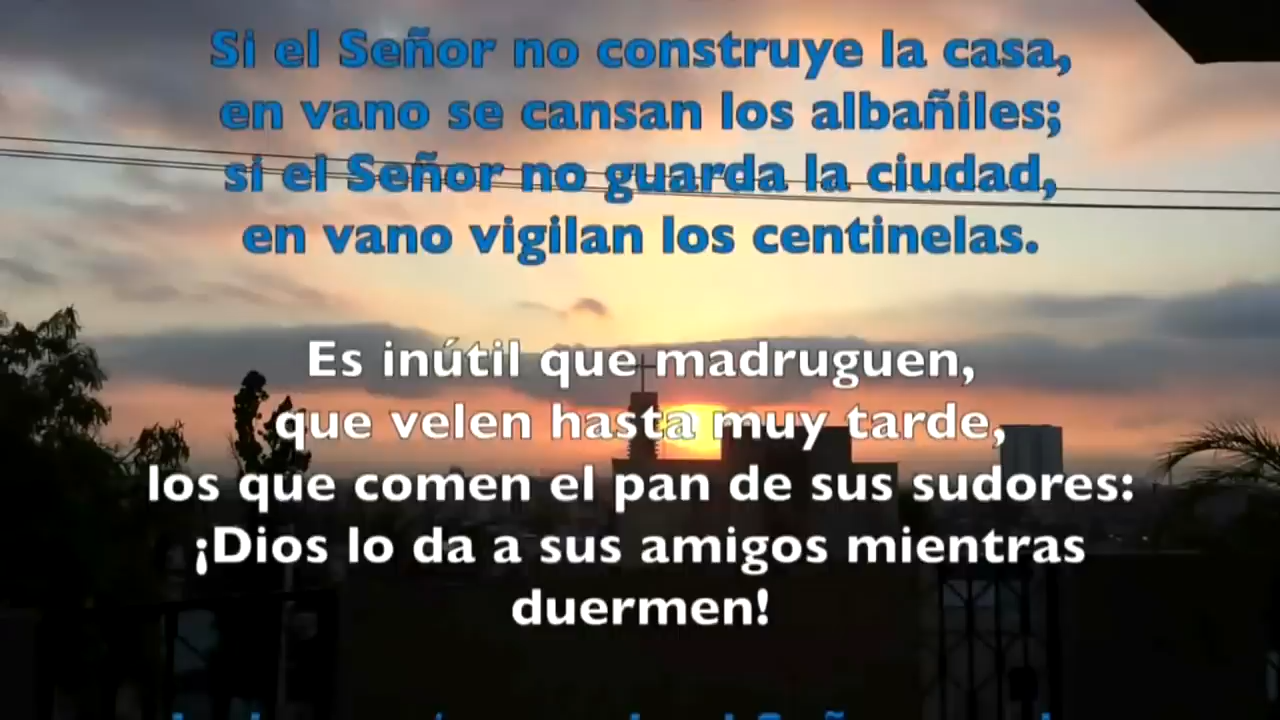 Si el Señor no construye la casa,
en vano se cansan los albañiles;
si el Señor no guarda la ciudad,
en vano vigilan los centinelas.
Es inútil que madruguen,
que velen hasta muy tarde,
los que comen el pan de sus sudores:
¡Dios lo da a sus amigos mientras
duermen!